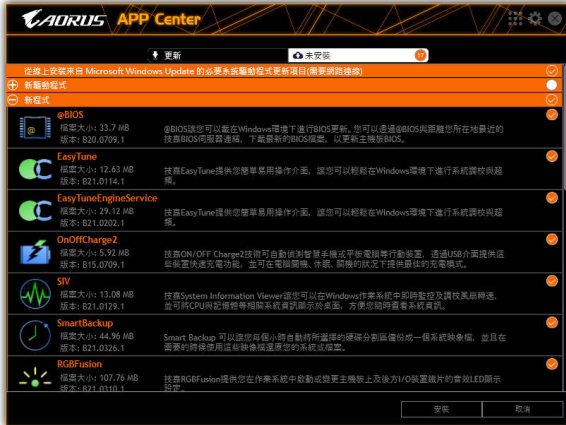 AORUS APP Center
更新
未安裝
17
從線上安裝來自 Microsoft Windows Update 的必要系統驅動程式更新項目(需要網路連線)
新驅動程式
新程式
@BIOS
檔案大小: 33.7 MB
版本: B20.0709.1
@BIOS讓您可以載在Windows環境下進行BIOS更新。您可以透過@BIOS與距離您所在地最近的
技嘉BIOS伺服器連結，下載最新的BIOS檔案，以更新主機板BIOS。
EasyTune
檔案大小: 12.63 MB
版本: B21.0114.1
技嘉EasyTune提供您簡單易用操作介面，讓您可以輕鬆在Windows環境下進行系統調校與超
頻。
EasyTuneEngineService
檔案大小: 29.12 MB
版本: B21.0202.1
技嘉EasyTune提供您簡單易用操作介面，讓您可以輕鬆在Windows環境下進行系統調校與超
頻。
OnOffCharge2
檔案大小: 5.92 MB
版本: B15.0709.1
技嘉ON/OFF Charge2技術可自動偵測智慧手機或平板電腦等行動裝置，透過USB介面提供這
些裝置快速充電功能，並可在電腦開機、休眠、關機的狀況下提供最佳的充電模式。
SIV
檔案大小: 13.08 MB
版本: B21.0129.1
技嘉System Information Viewer讓您可以在Windows作業系統中即時監控及調校風扇轉速，
並可將CPU與記憶體等相關系統資訊顯示於桌面，方便您隨時查看系統資訊。
SmartBackup
檔案大小: 44.96 MB
版本: B21.0326.1
Smart Backup 可以讓您每個小時自動將所選擇的硬碟分割區備份成一個系統映象檔，並且在
需要的時候使用這些映像檔還原您的系統或檔案。
RGBFusion
檔案大小: 107.76 MB
版本: B21.0310.1
技嘉RGBFusion提供您在作業系統中啟動或變更主機板上及後方I/O裝置鐵片的音效LED顯示
設定。
安裝
取消